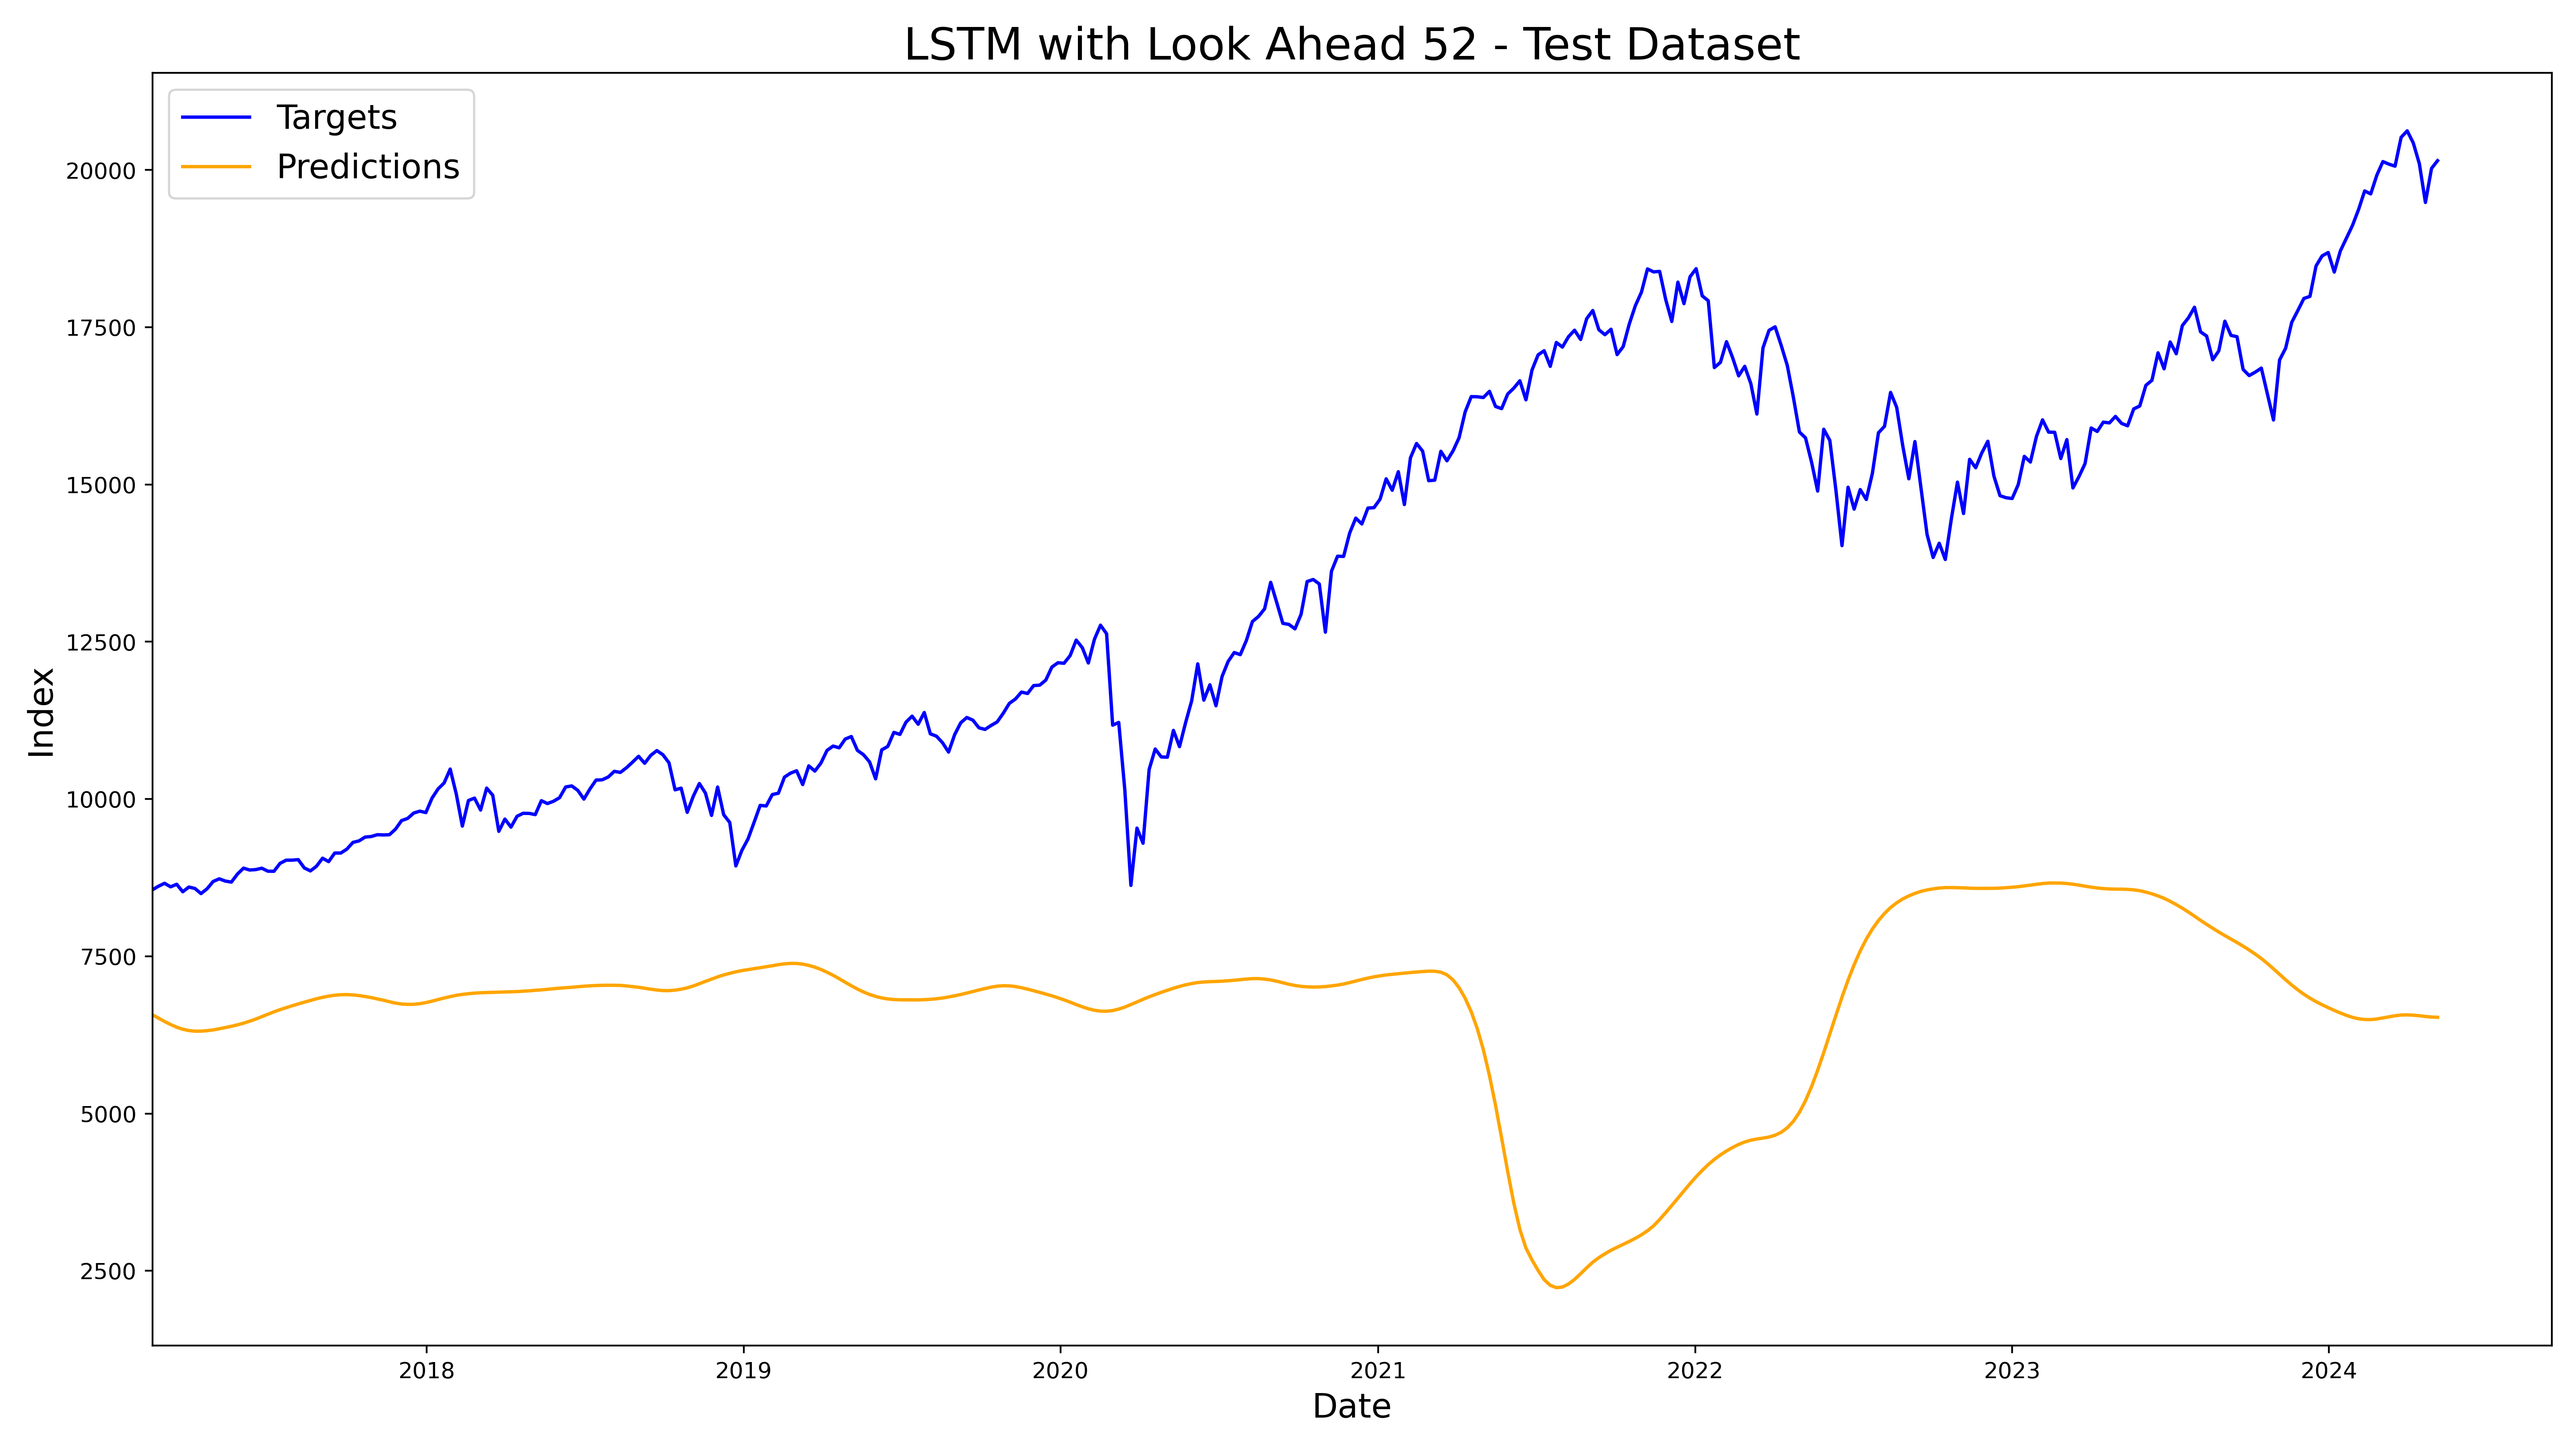 LSTM with Look Ahead 52 - Test Dataset
Targets
Predictions
Index
20000
17500
15000
12500
10000
7500
5000
2500
2018 2019 2020 2021 2022 2023 2024
Date